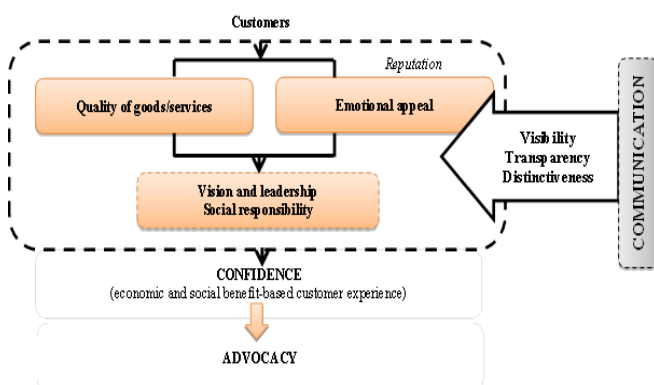 Customers
Reputation
Quality of goods/services
Emotional appeal
Visibility
Transparency
Distinctiveness
COMMUNICATION
Vision and leadership
Social responsibility
CONFIDENCE
(economic and social benefit-based customer experience)
ADVOCACY